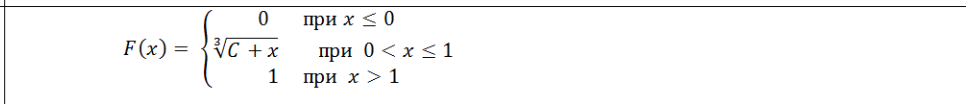 0 при x ≤ 0
F(x) = { ∛C + x при 0 < x ≤ 1
1 при x > 1